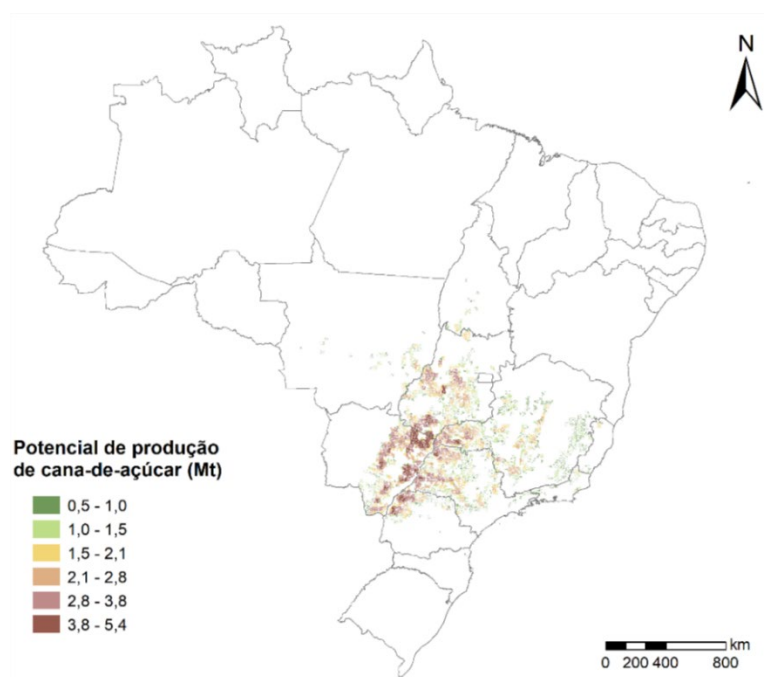 N
Potencial de produção
de cana-de-açúcar (Mt)
0,5 - 1,0
1,0 - 1,5
1,5 - 2,1
2,1 - 2,8
2,8 - 3,8
3,8 - 5,4
km
0 200 400 800